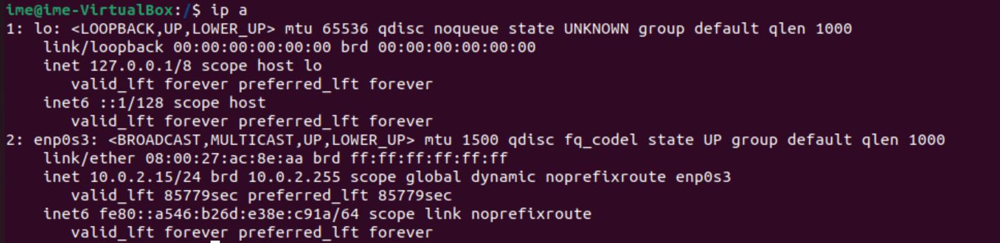 ime@ime-VirtualBox:/$ ip a
1: lo: <LOOPBACK,UP,LOWER_UP> mtu 65536 qdisc noqueue state UNKNOWN group default qlen 1000
    link/loopback 00:00:00:00:00:00 brd 00:00:00:00:00:00
    inet 127.0.0.1/8 scope host lo
       valid_lft forever preferred_lft forever
    inet6 ::1/128 scope host
       valid_lft forever preferred_lft forever
2: enp0s3: <BROADCAST,MULTICAST,UP,LOWER_UP> mtu 1500 qdisc fq_codel state UP group default qlen 1000
    link/ether 08:00:27:ac:8e:aa brd ff:ff:ff:ff:ff:ff
    inet 10.0.2.15/24 brd 10.0.2.255 scope global dynamic noprefixroute enp0s3
       valid_lft 85779sec preferred_lft 85779sec
    inet6 fe80::a546:b26d:e38e:c91a/64 scope link noprefixroute
       valid_lft forever preferred_lft forever